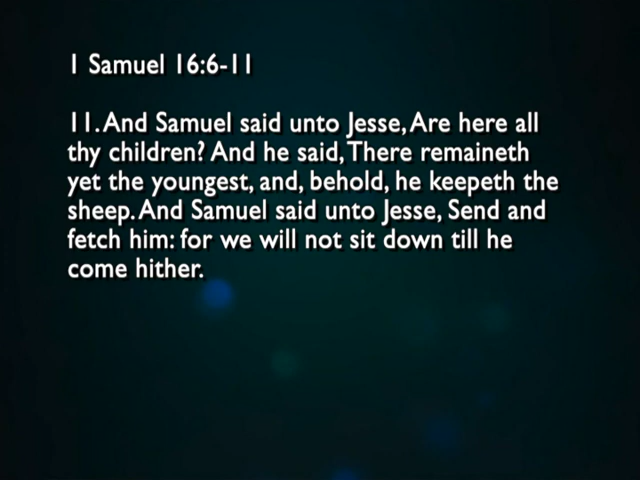 1 Samuel 16:6-11
11. And Samuel said unto Jesse, Are here all
thy children? And he said, There remaineth
yet the youngest, and, behold, he keepeth the
sheep. And Samuel said unto Jesse, Send and
fetch him: for we will not sit down till he
come hither.